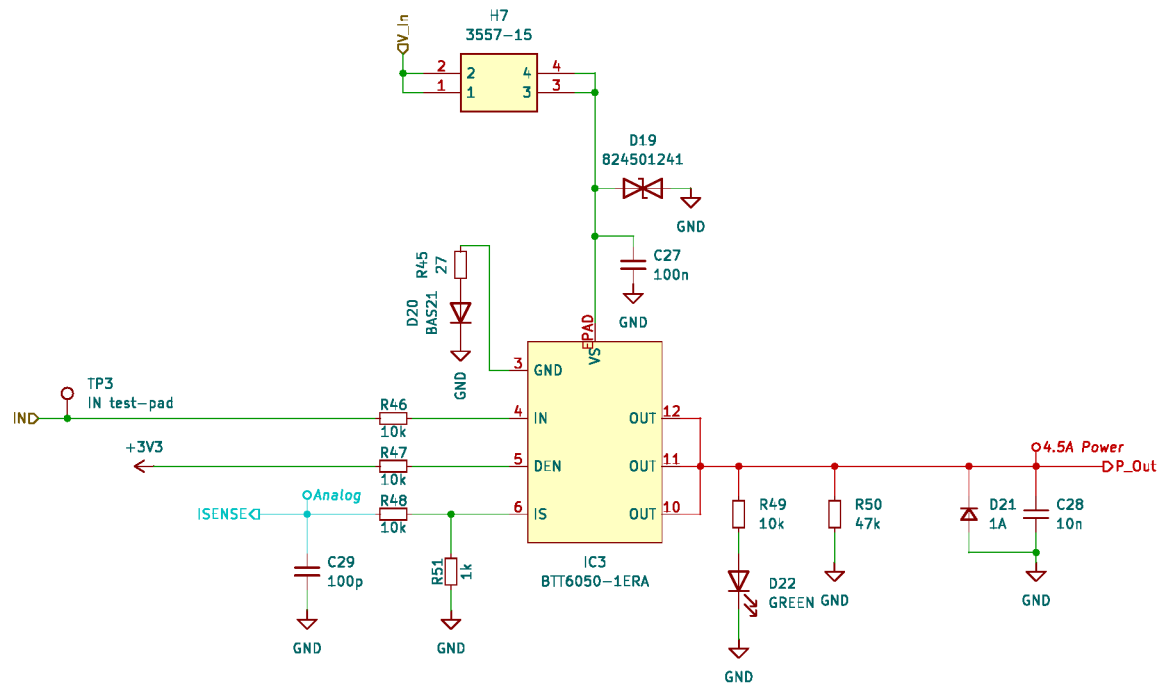 V_In
H7
3557-15
2
2
4
4
1
1
3
3
D19
824501241
GND
C27
100n
GND
R45
27
D20
BAS21
GND
EPAD
VS
3
GND
TP3
IN test-pad
IN
R46
10k
4
IN
OUT
12
+3V3
R47
10k
5
DEN
OUT
11
4.5A Power
P_Out
Analog
ISENSE
R48
10k
6
IS
OUT
10
R49
10k
R50
47k
D21
1A
C28
10n
C29
100p
R51
1k
IC3
BTT6050-1ERA
D22
GREEN
GND
GND
GND
GND
GND